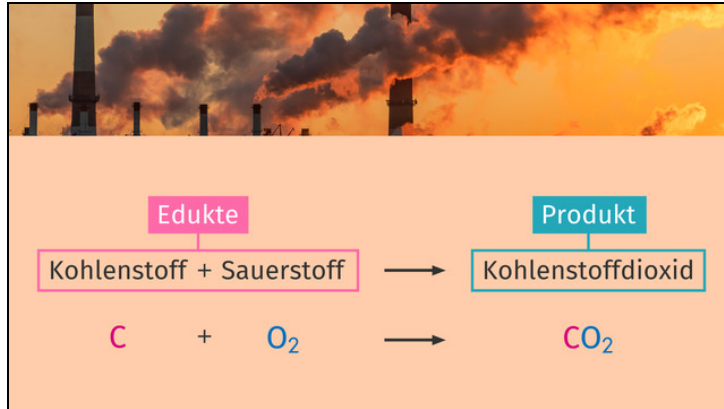 Edukte
Produkt
Kohlenstoff + Sauerstoff → Kohlenstoffdioxid
C + O₂ → CO₂